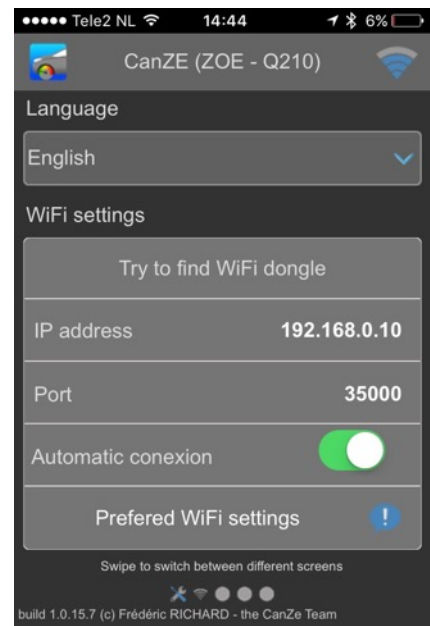 Tele2 NL 14:44 6%
CanZE (ZOE - Q210)
Language
English
WiFi settings
Try to find WiFi dongle
IP address 192.168.0.10
Port 35000
Automatic conexion
Prefered WiFi settings !
Swipe to switch between different screens
build 1.0.15.7 (c) Frédéric RICHARD - the CanZe Team